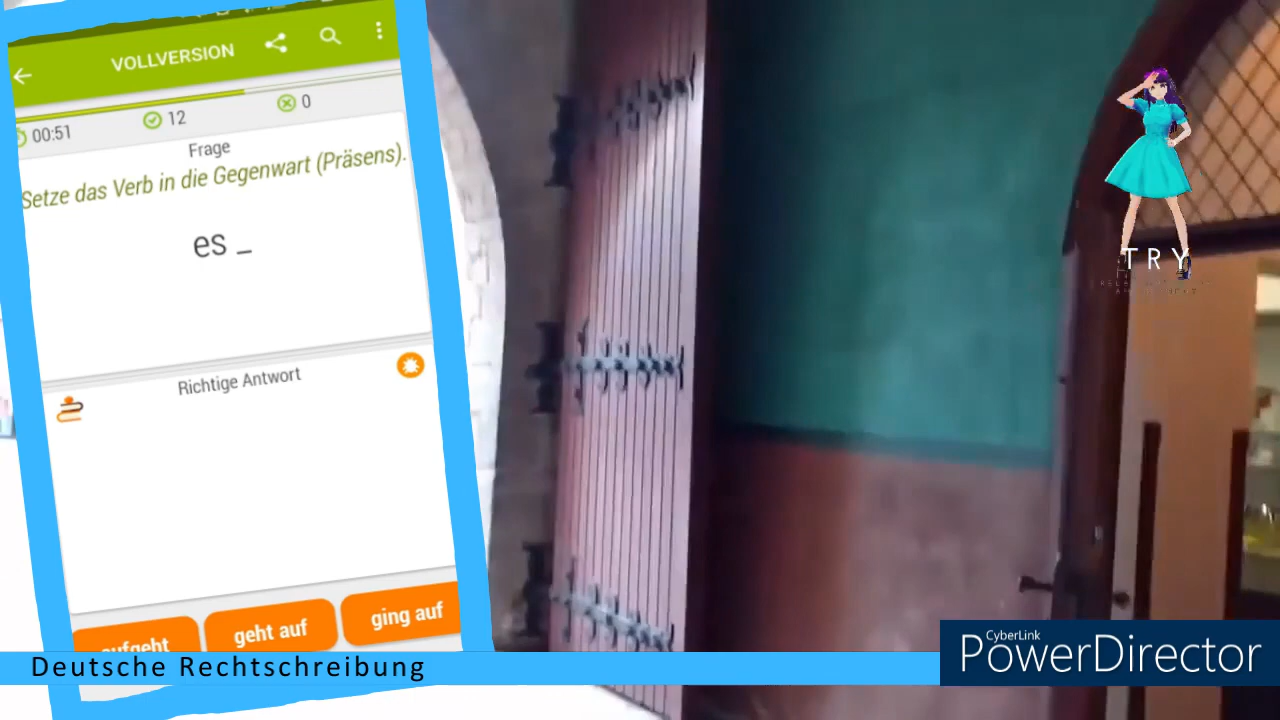 VOLLVERSION
00:51 12 0
Frage
Setze das Verb in die Gegenwart (Präsens).
es _
Richtige Antwort
aufgeht geht auf ging auf
Deutsche Rechtschreibung
TRY
CyberLink
PowerDirector